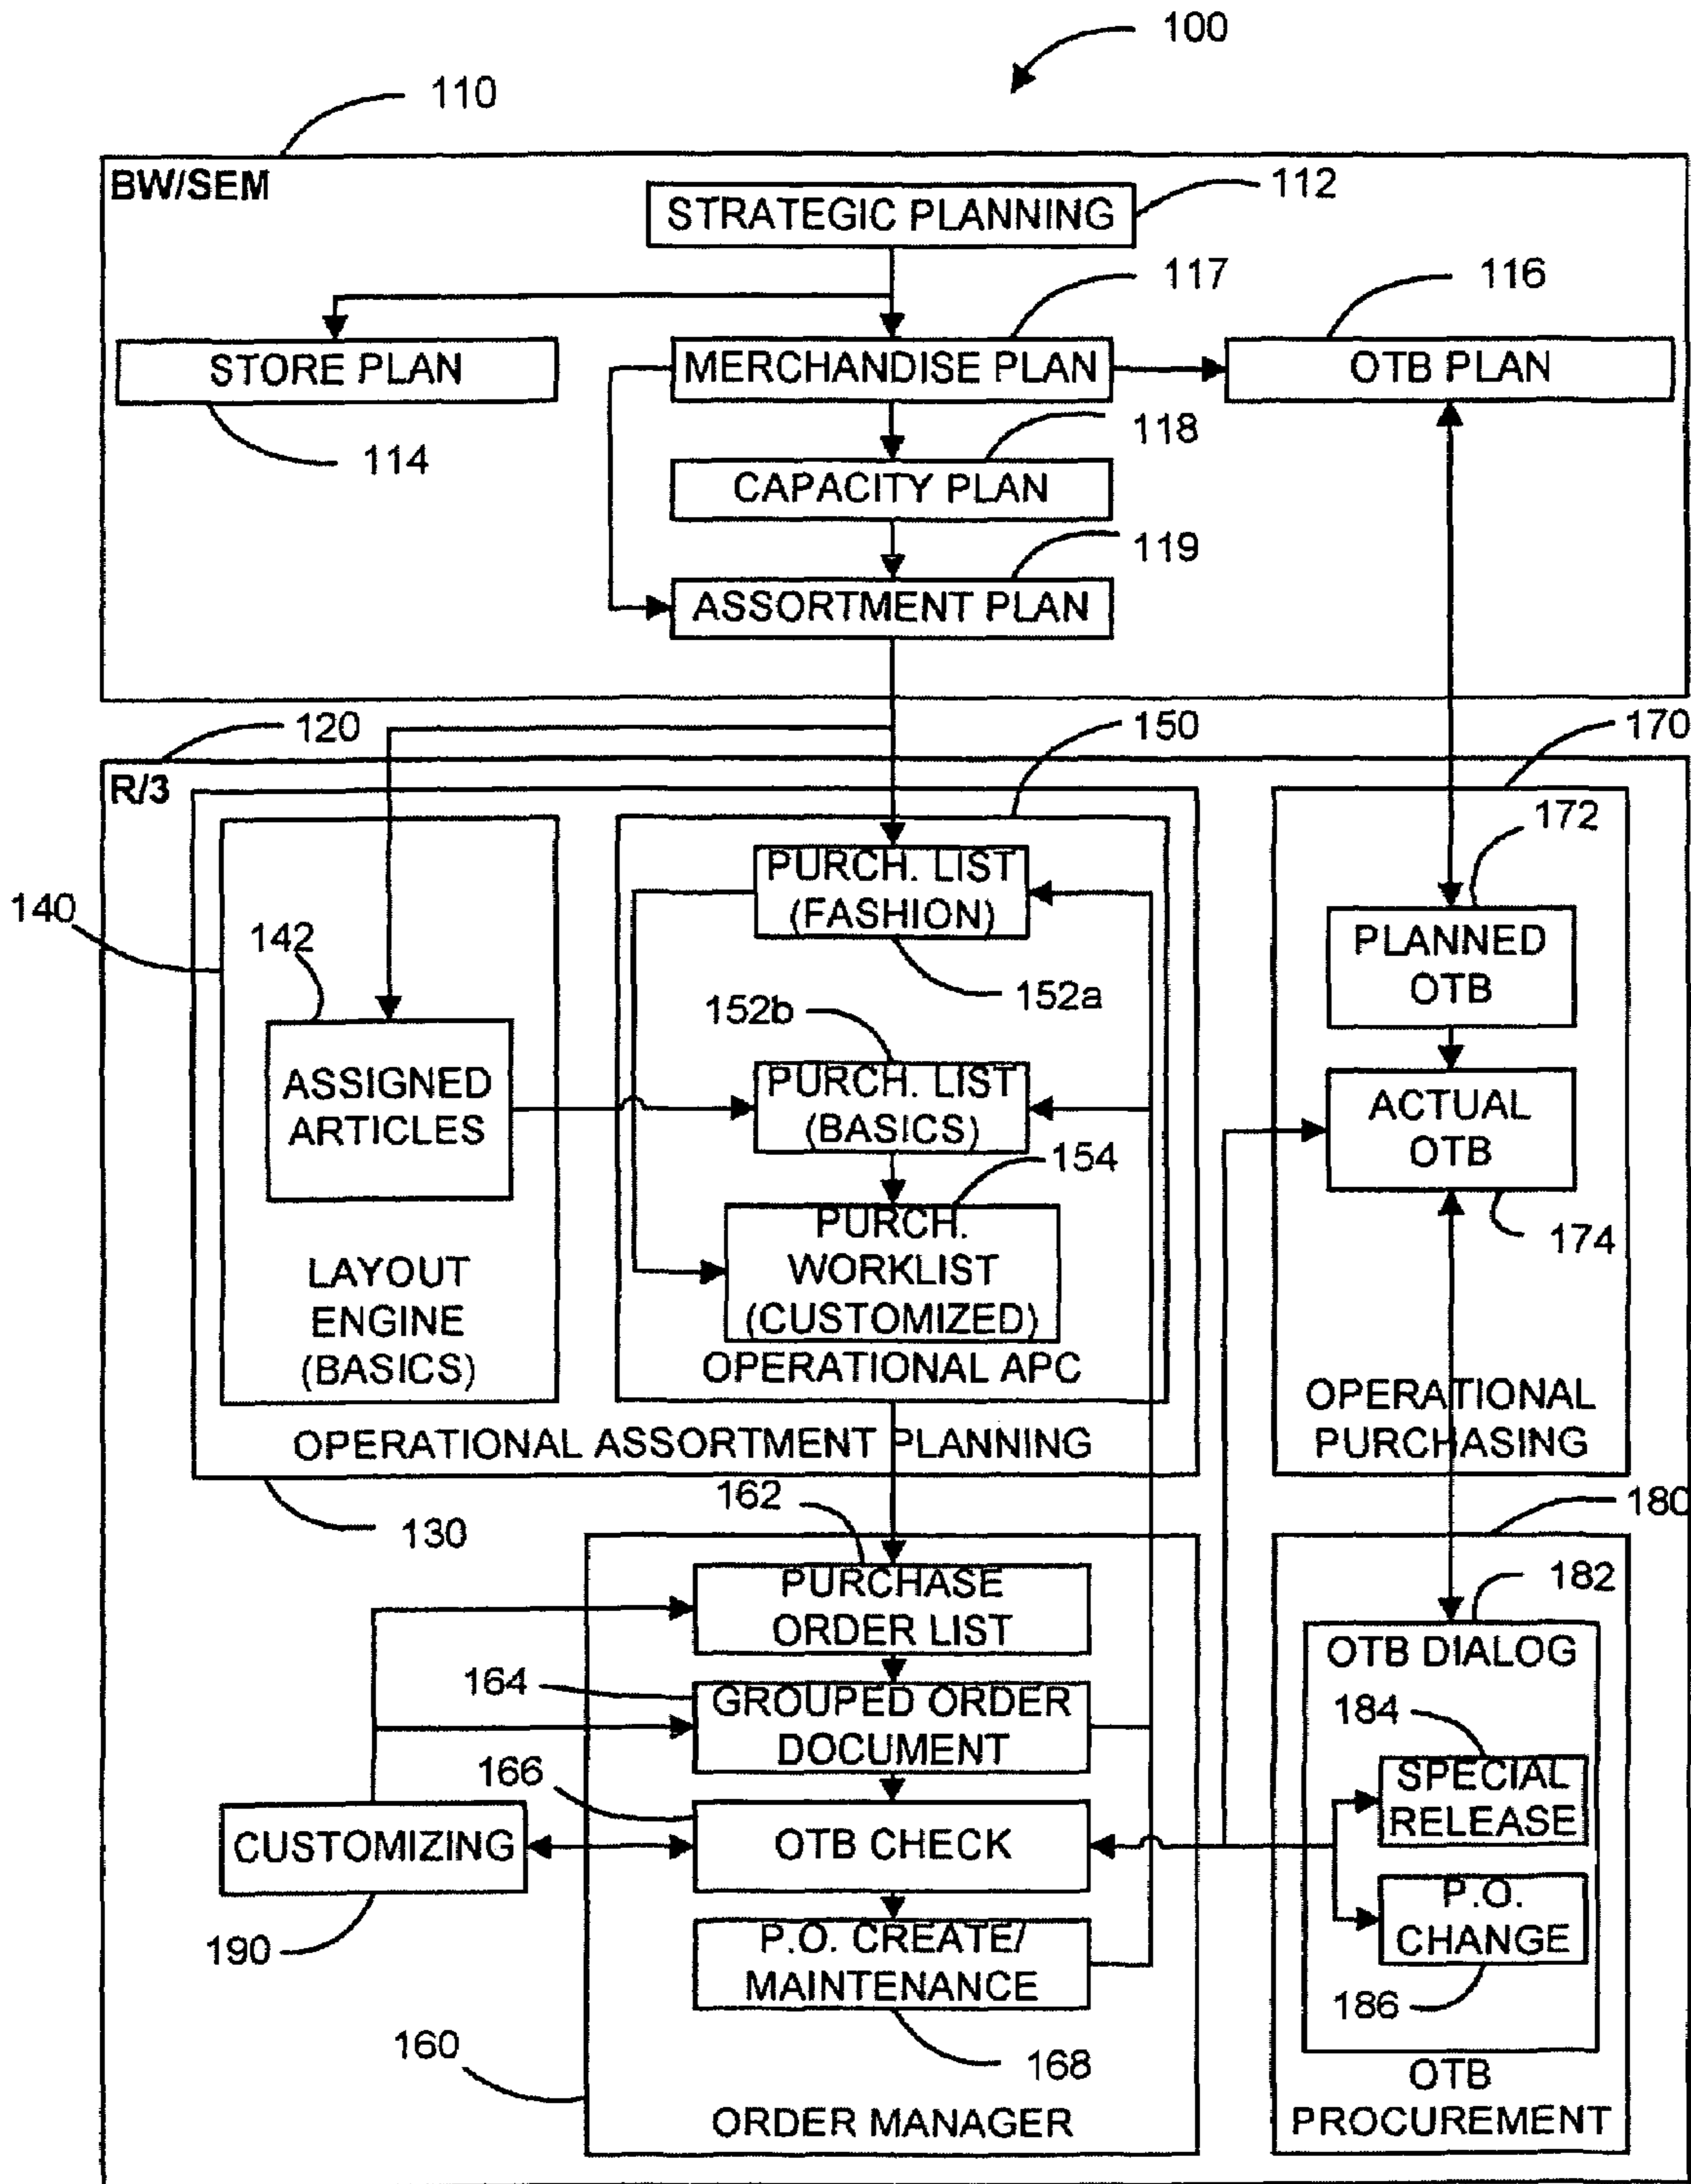 100
110
BW/SEM
112
STRATEGIC PLANNING
117
116
STORE PLAN
MERCHANDISE PLAN
OTB PLAN
114
118
CAPACITY PLAN
119
ASSORTMENT PLAN
120
150
170
R/3
172
PURCH. LIST
(FASHION)
140
142
PLANNED
OTB
152a
152b
ASSIGNED
ARTICLES
PURCH. LIST
(BASICS)
ACTUAL
OTB
154
PURCH.
WORKLIST
(CUSTOMIZED)
174
LAYOUT
ENGINE
(BASICS)
OPERATIONAL APC
OPERATIONAL
PURCHASING
OPERATIONAL ASSORTMENT PLANNING
162
180
130
PURCHASE
ORDER LIST
182
OTB DIALOG
164
GROUPED ORDER
DOCUMENT
184
166
SPECIAL
RELEASE
CUSTOMIZING
OTB CHECK
190
P.O. CREATE/
MAINTENANCE
P.O.
CHANGE
186
160
168
OTB
PROCUREMENT
ORDER MANAGER